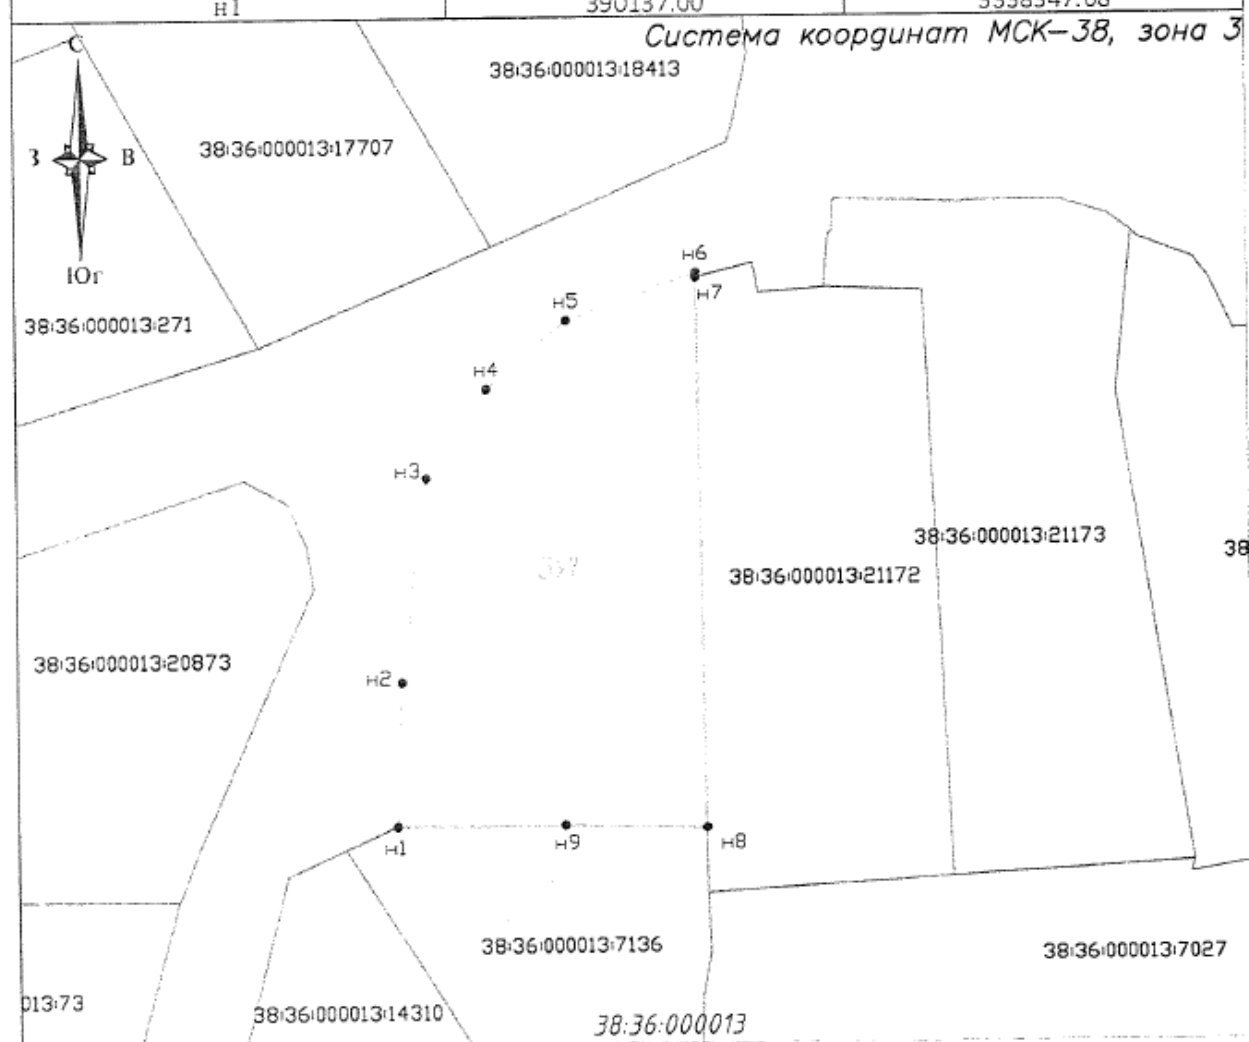 н1 390137.00
Система координат МСК-38, зона 3
С
38:36:000013:18413
38:36:000013:17707
З В
Юг
н6
н7
н5
38:36:000013:271
н4
н3
38:36:000013:21173
38
38:36:000013:21172
38:36:000013:20873
н2
н1 н9 н8
38:36:000013:7136
38:36:000013:7027
013:73
38:36:000013:14310
38:36:000013